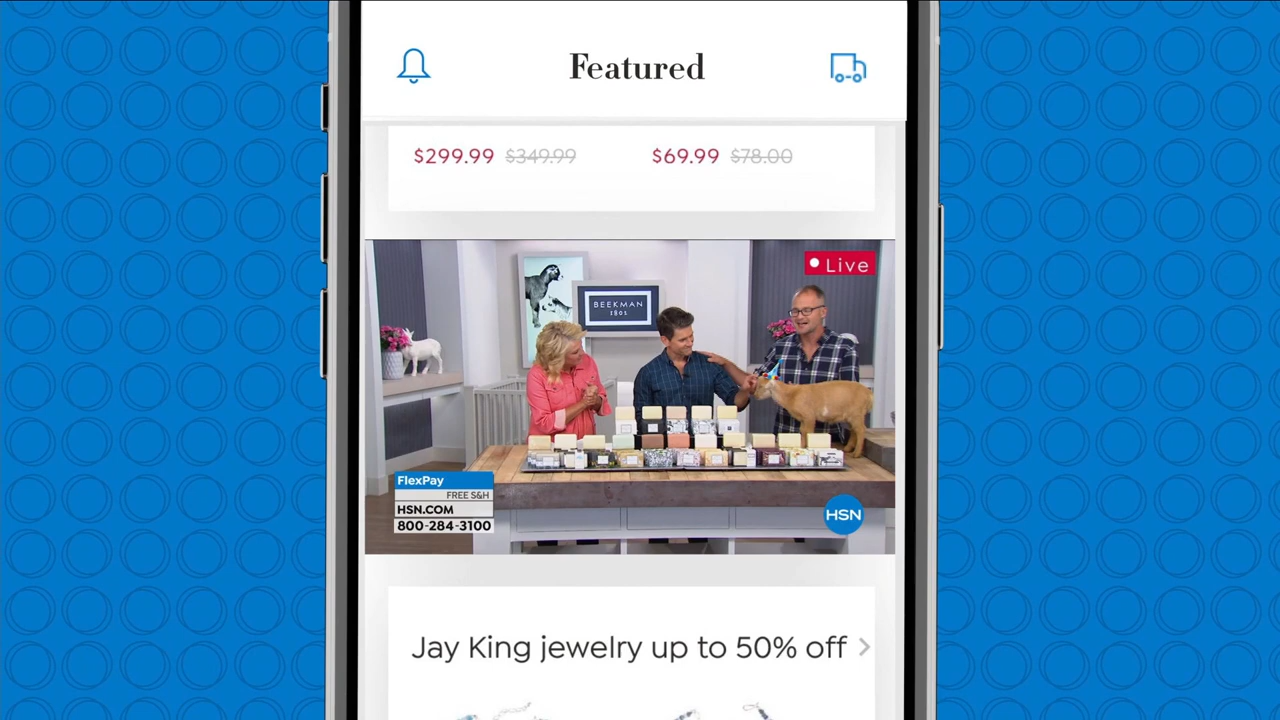 Featured
$299.99 $349.99 $69.99 $78.00
Live
BEEKMAN
1802
FlexPay
FREE S&H
HSN.COM
800-284-3100
HSN
Jay King jewelry up to 50% off